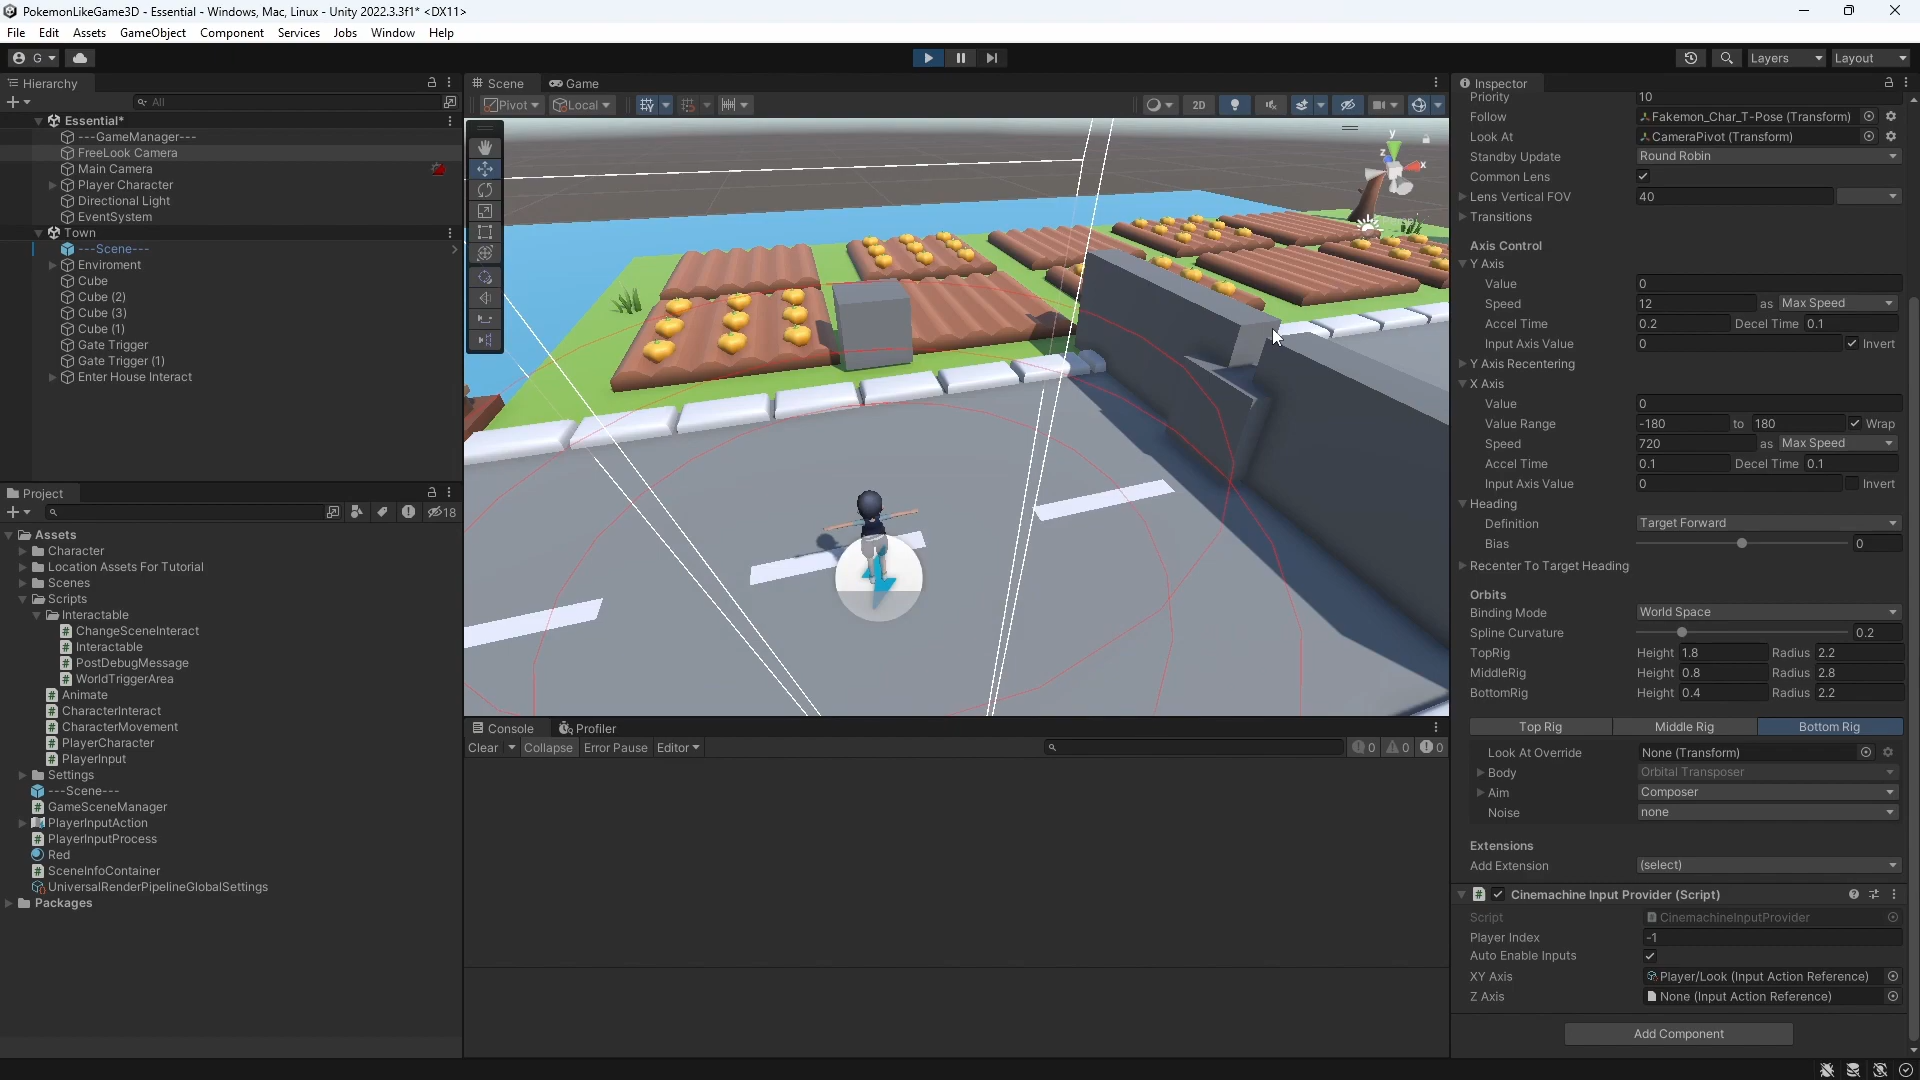 PokemonLikeGame3D - Essential - Windows, Mac, Linux - Unity 2022.3.3f1* <DX11>
File Edit Assets GameObject Component Services Jobs Window Help
G Layers Layout
Hierarchy
All
Essential*
---GameManager---
FreeLook Camera
Main Camera
Player Character
Directional Light
EventSystem
Town
---Scene---
Enviroment
Cube
Cube (2)
Cube (3)
Cube (1)
Gate Trigger
Gate Trigger (1)
Enter House Interact
Project
18
Assets
Character
Location Assets For Tutorial
Scenes
Scripts
Interactable
ChangeSceneInteract
Interactable
PostDebugMessage
WorldTriggerArea
Animate
CharacterInteract
CharacterMovement
PlayerCharacter
PlayerInput
Settings
---Scene---
GameSceneManager
PlayerInputAction
PlayerInputProcess
Red
SceneInfoContainer
UniversalRenderPipelineGlobalSettings
Packages
Scene Game
Pivot Local 2D
y
z x
Console Profiler
Clear Collapse Error Pause Editor 0 0 0
Inspector
Priority 10
Follow Fakemon_Char_T-Pose (Transform)
Look At CameraPivot (Transform)
Standby Update Round Robin
Common Lens
Lens Vertical FOV 40
Transitions
Axis Control
Y Axis
Value 0
Speed 12 as Max Speed
Accel Time 0.2 Decel Time 0.1
Input Axis Value 0 Invert
Y Axis Recentering
X Axis
Value 0
Value Range -180 to 180 Wrap
Speed 720 as Max Speed
Accel Time 0.1 Decel Time 0.1
Input Axis Value 0 Invert
Heading
Definition Target Forward
Bias 0
Recenter To Target Heading
Orbits
Binding Mode World Space
Spline Curvature 0.2
TopRig Height 1.8 Radius 2.2
MiddleRig Height 0.8 Radius 2.8
BottomRig Height 0.4 Radius 2.2
Top Rig Middle Rig Bottom Rig
Look At Override None (Transform)
Body Orbital Transposer
Aim Composer
Noise none
Extensions
Add Extension (select)
Cinemachine Input Provider (Script)
Script CinemachineInputProvider
Player Index -1
Auto Enable Inputs
XY Axis Player/Look (Input Action Reference)
Z Axis None (Input Action Reference)
Add Component